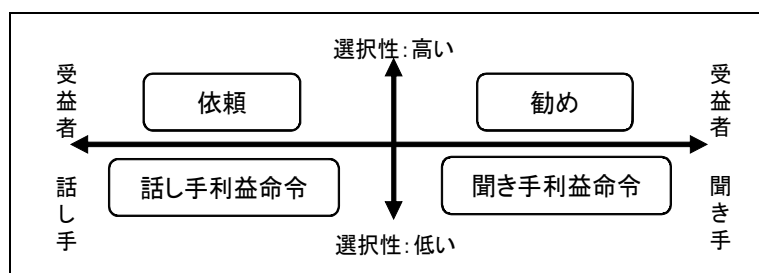 選択性：高い
受益者
依頼
勧め
受益者
話し手
話し手利益命令
聞き手利益命令
聞き手
選択性：低い